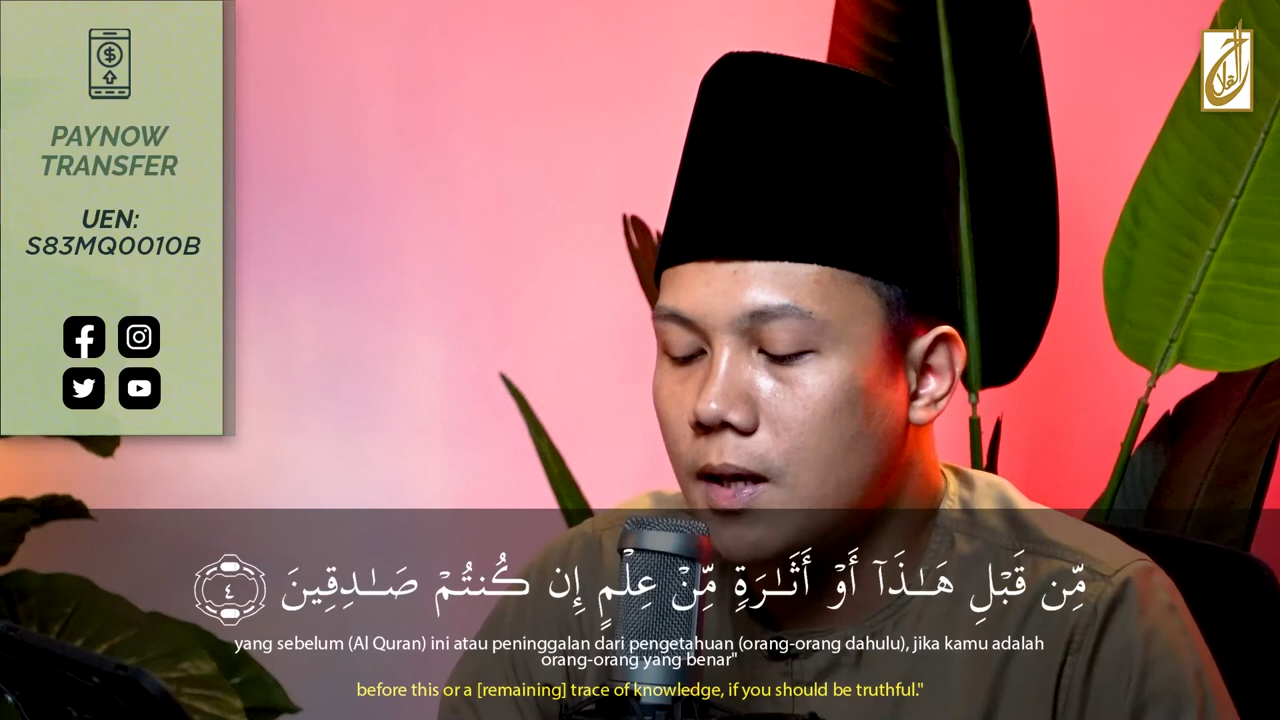 PAYNOW
TRANSFER
UEN:
S83MQ0010B
مِّن قَبْلِ هَـٰذَآ أَوْ أَثَـٰرَةٍ مِّنْ عِلْمٍ إِن كُنتُمْ صَـٰدِقِينَ ٤
yang sebelum (Al Quran) ini atau peninggalan dari pengetahuan (orang-orang dahulu), jika kamu adalah
orang-orang yang benar"
before this or a [remaining] trace of knowledge, if you should be truthful."